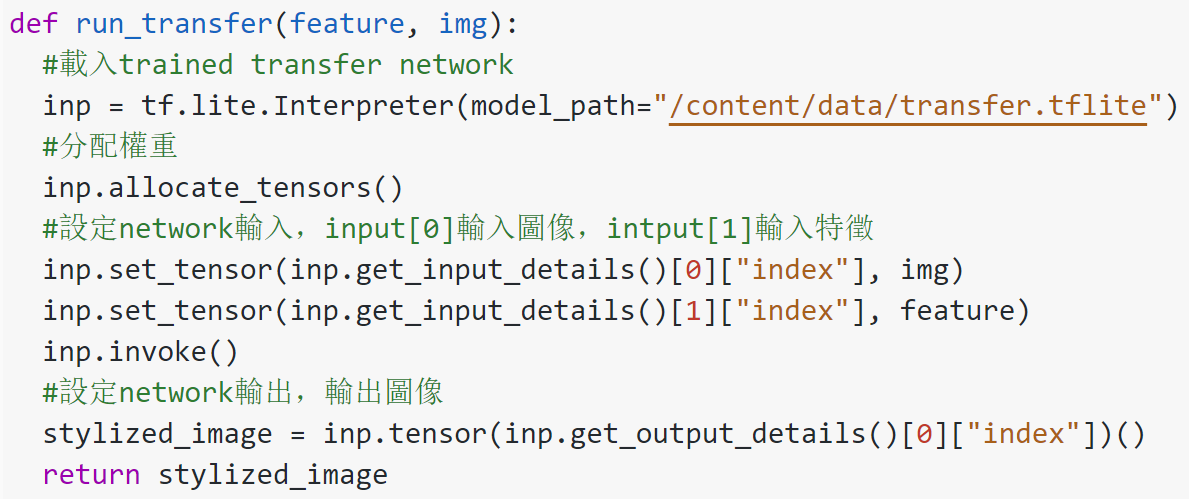 def run_transfer(feature, img):
  #載入trained transfer network
  inp = tf.lite.Interpreter(model_path="/content/data/transfer.tflite")
  #分配權重
  inp.allocate_tensors()
  #設定network輸入，input[0]輸入圖像，intput[1]輸入特徵
  inp.set_tensor(inp.get_input_details()[0]["index"], img)
  inp.set_tensor(inp.get_input_details()[1]["index"], feature)
  inp.invoke()
  #設定network輸出，輸出圖像
  stylized_image = inp.tensor(inp.get_output_details()[0]["index"])()
  return stylized_image